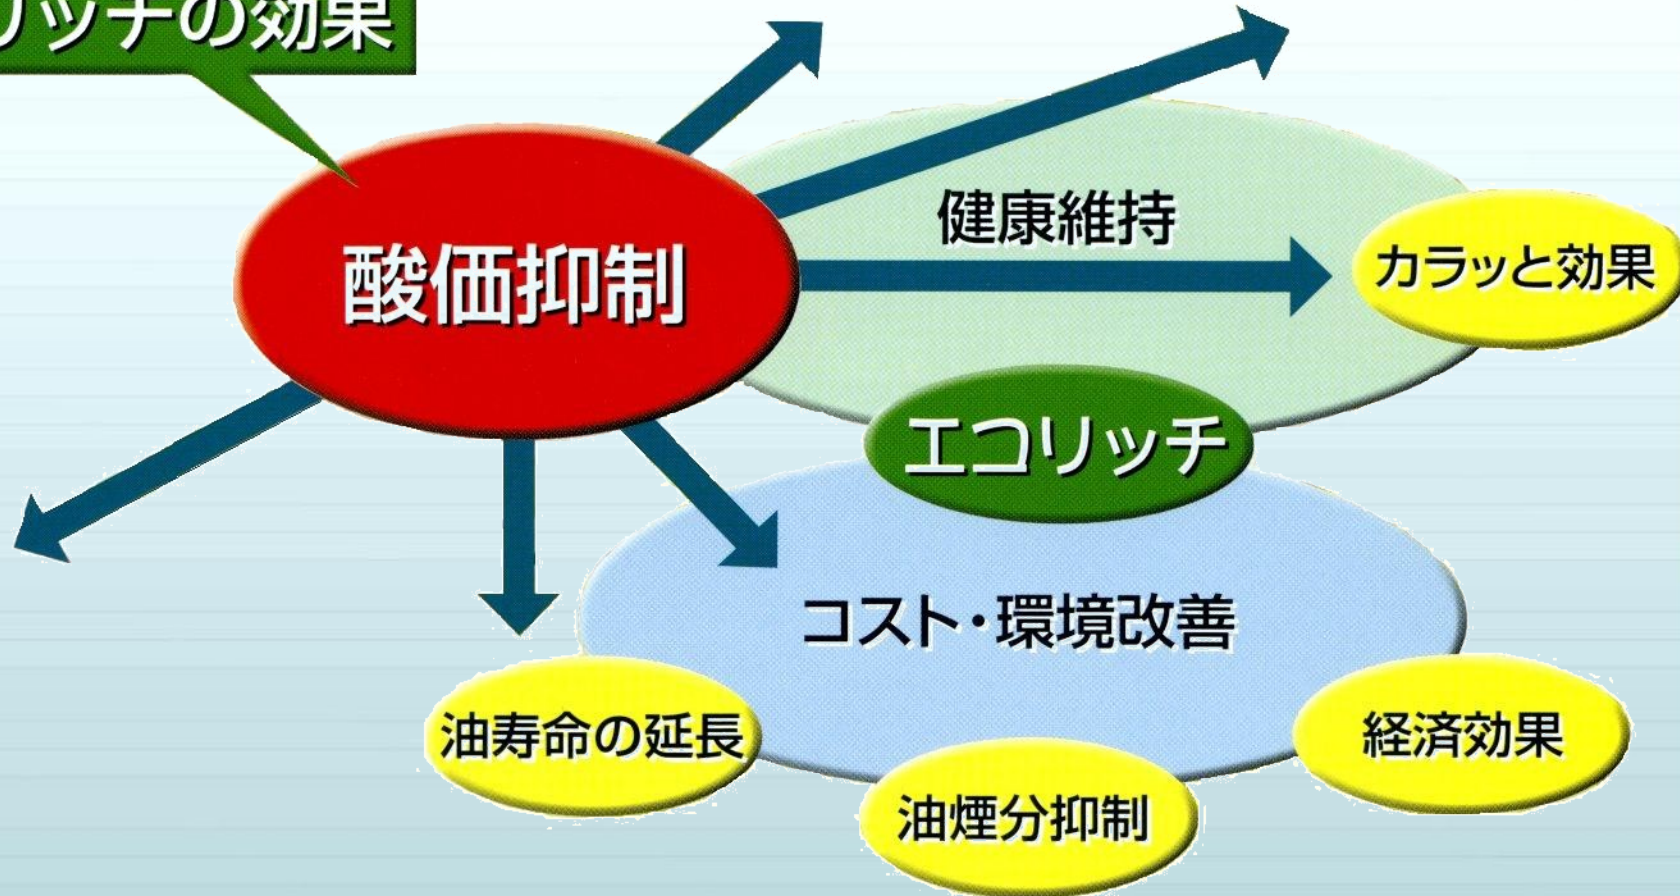 リッチの効果
酸価抑制
健康維持
カラッと効果
エコリッチ
コスト・環境改善
油寿命の延長
経済効果
油煙分抑制